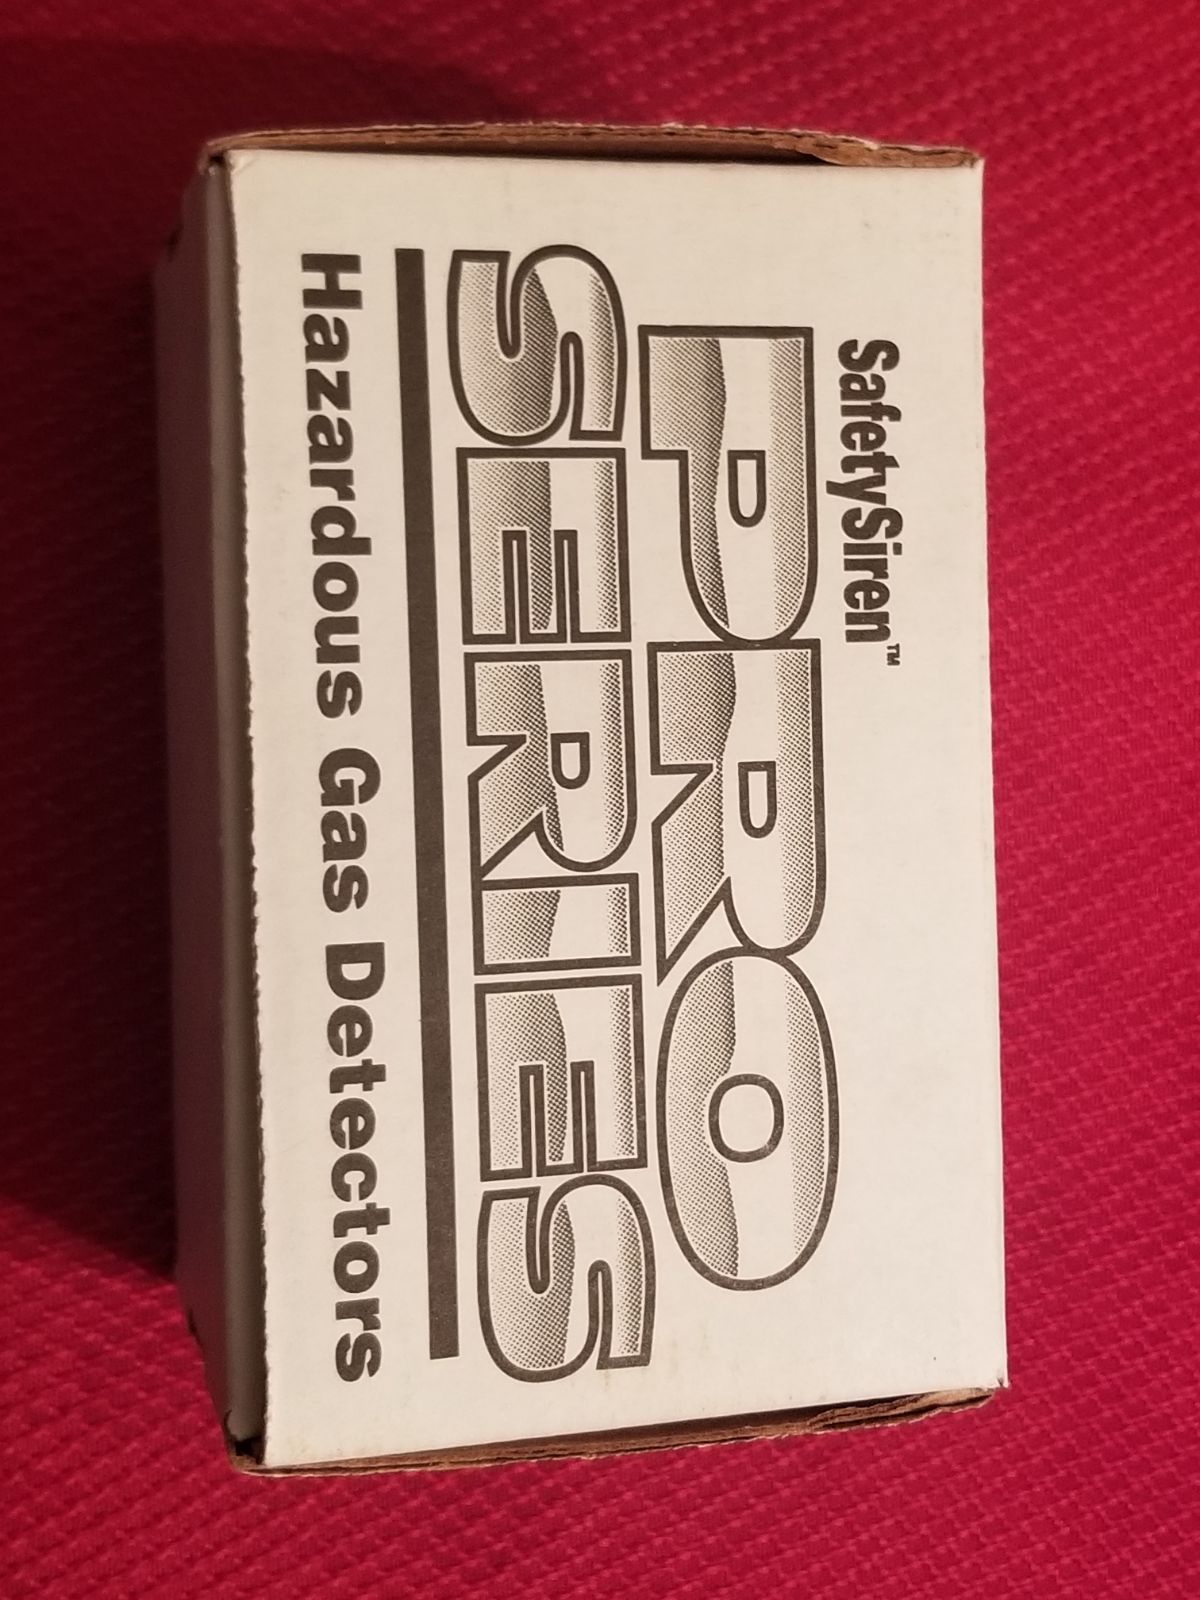 SafetySiren™
PRO
SERIES
Hazardous Gas Detectors